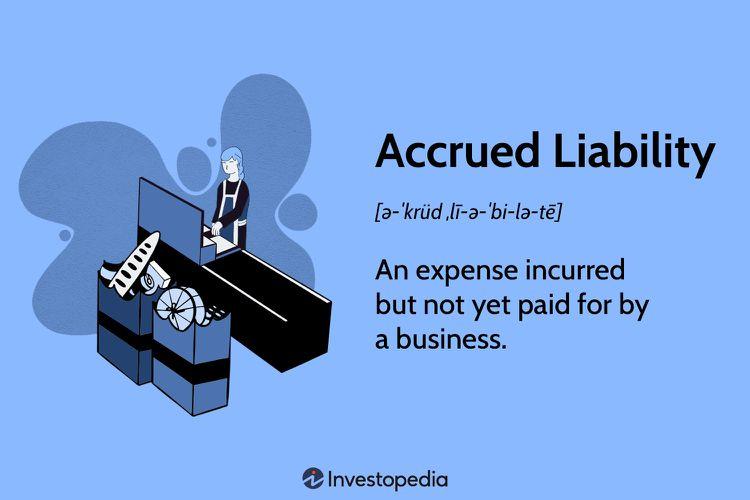 Accrued Liability
[ə-ˈkrüd ˌlī-ə-ˈbi-lə-tē]
An expense incurred
but not yet paid for by
a business.
Investopedia